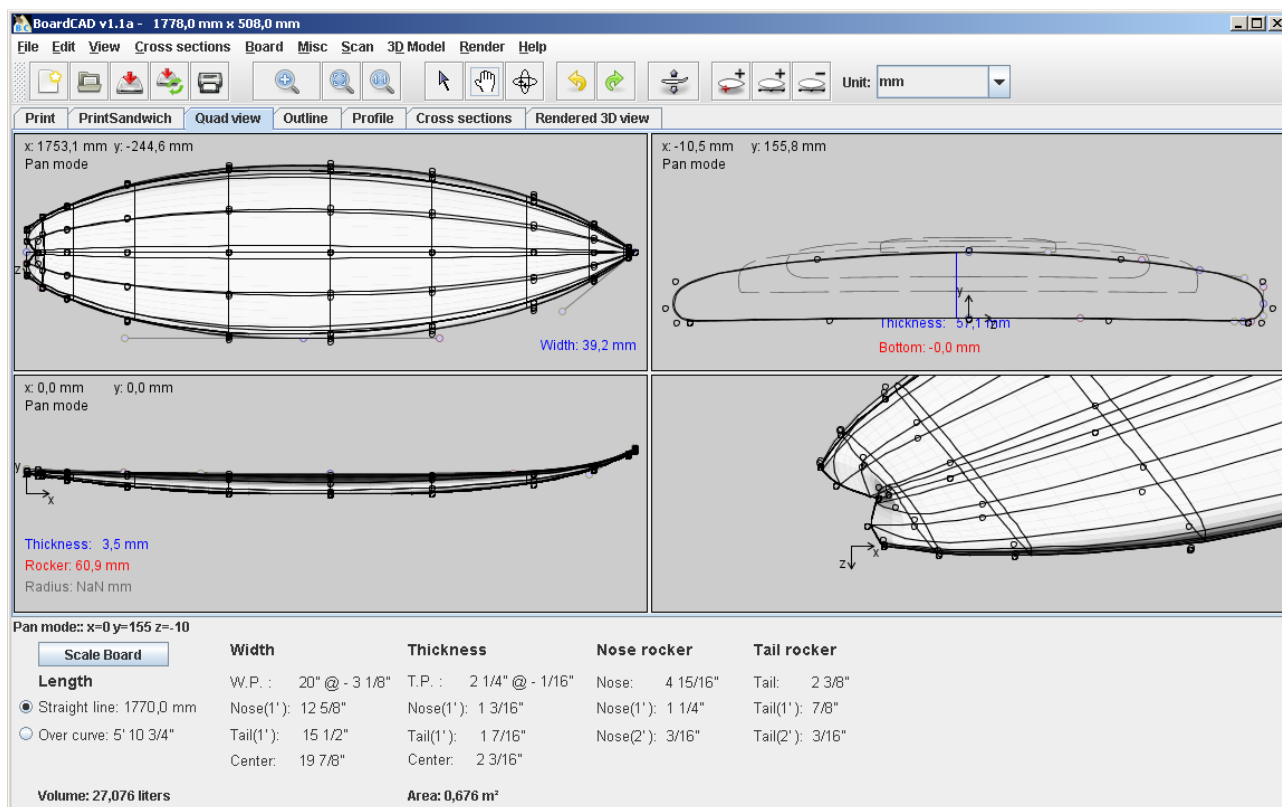 BoardCAD v1.1a - 1778,0 mm x 508,0 mm
File Edit View Cross sections Board Misc Scan 3D Model Render Help
Unit: mm
Print PrintSandwich Quad view Outline Profile Cross sections Rendered 3D view
x: 1753,1 mm y: -244,6 mm
Pan mode
z
Width: 39,2 mm
x: -10,5 mm y: 155,8 mm
Pan mode
y
z
Thickness: 57,1 mm
Bottom: -0,0 mm
x: 0,0 mm y: 0,0 mm
Pan mode
y
x
Thickness: 3,5 mm
Rocker: 60,9 mm
Radius: NaN mm
x
z
Pan mode:: x=0 y=155 z=-10
Scale Board Width Thickness Nose rocker Tail rocker
Length W.P. : 20" @ - 3 1/8" T.P. : 2 1/4" @ - 1/16" Nose: 4 15/16" Tail: 2 3/8"
Straight line: 1770,0 mm Nose(1'): 12 5/8" Nose(1'): 1 3/16" Nose(1'): 1 1/4" Tail(1'): 7/8"
Over curve: 5' 10 3/4" Tail(1'): 15 1/2" Tail(1'): 1 7/16" Nose(2'): 3/16" Tail(2'): 3/16"
Center: 19 7/8" Center: 2 3/16"
Volume: 27,076 liters Area: 0,676 m²